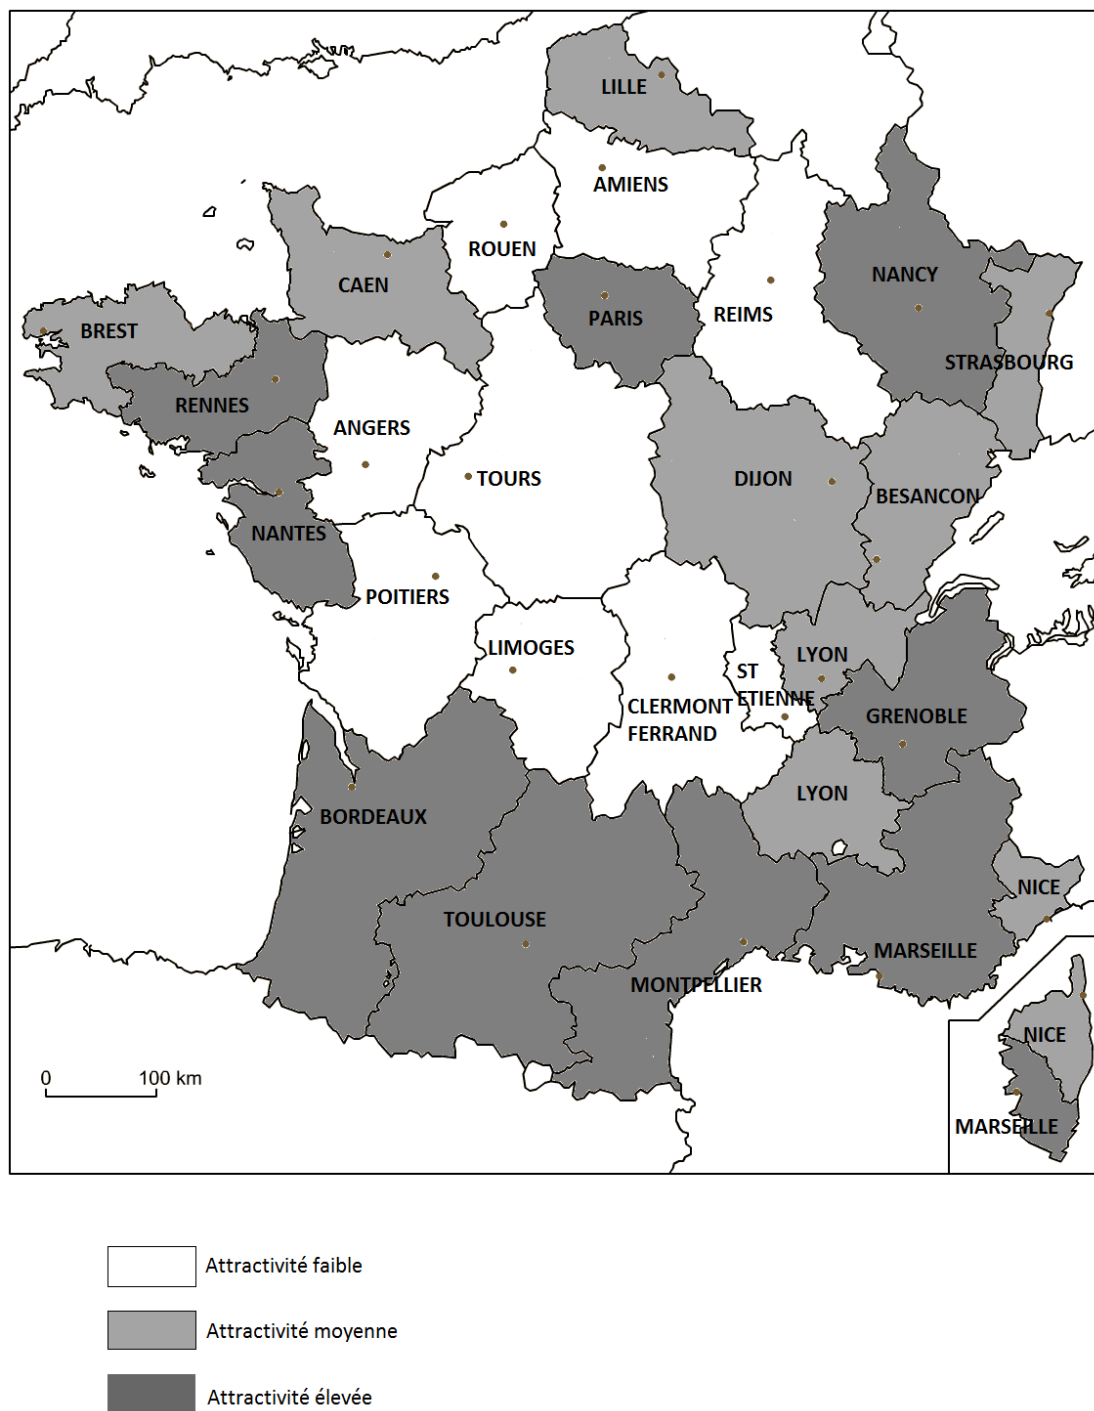 LILLE
AMIENS
ROUEN
CAEN
NANCY
REIMS
PARIS
BREST
STRASBOURG
RENNES
ANGERS
TOURS
DIJON
BESANCON
NANTES
POITIERS
LIMOGES
LYON
ST
ETIENNE
CLERMONT
FERRAND
GRENOBLE
LYON
BORDEAUX
NICE
TOULOUSE
MARSEILLE
MONTPELLIER
NICE
MARSEILLE
0 100 km
Attractivité faible
Attractivité moyenne
Attractivité élevée